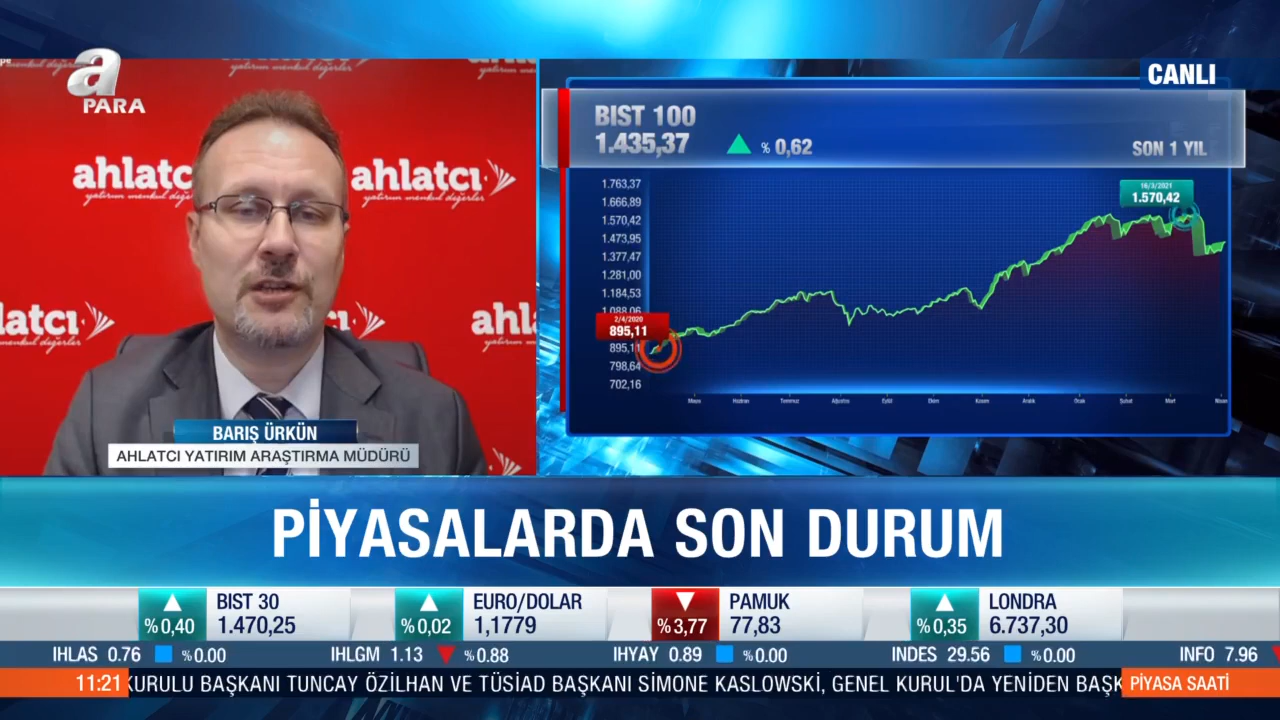 a
PARA
CANLI
ahlatcı
yatırım menkul değerler
ahlatcı
ahlatcı
BIST 100
1.435,37
% 0,62
SON 1 YIL
1.763,37
1.666,89
1.570,42
1.473,95
1.377,47
1.281,00
1.184,53
1.088,06
895,11
798,64
702,16
16/3/2021
1.570,42
2/4/2020
895,11
Mayıs
Haziran
Temmuz
Ağustos
Eylül
Ekim
Kasım
Aralık
Ocak
Şubat
Mart
Nisan
BARIŞ ÜRKÜN
AHLATCI YATIRIM ARAŞTIRMA MÜDÜRÜ
PİYASALARDA SON DURUM
%0,40 BIST 30 1.470,25
%0,02 EURO/DOLAR 1,1779
%3,77 PAMUK 77,83
%0,35 LONDRA 6.737,30
IHLAS 0.76 %0.00 IHLGM 1.13 %0.88 IHYAY 0.89 %0.00 INDES 29.56 %0.00 INFO 7.96
11:21 KURULU BAŞKANI TUNCAY ÖZİLHAN VE TÜSİAD BAŞKANI SIMONE KASLOWSKI, GENEL KURUL'DA YENİDEN BAŞK PİYASA SAATİ